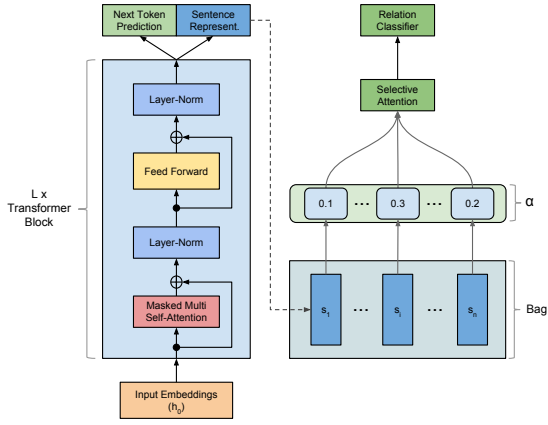 Next Token
Prediction
Sentence
Represent.
Layer-Norm
Feed Forward
Layer-Norm
Masked Multi
Self-Attention
L x
Transformer
Block
Input Embeddings
(h0)
Relation
Classifier
Selective
Attention
0.1 ··· 0.3 ··· 0.2
α
s1 ··· si ··· sn
Bag